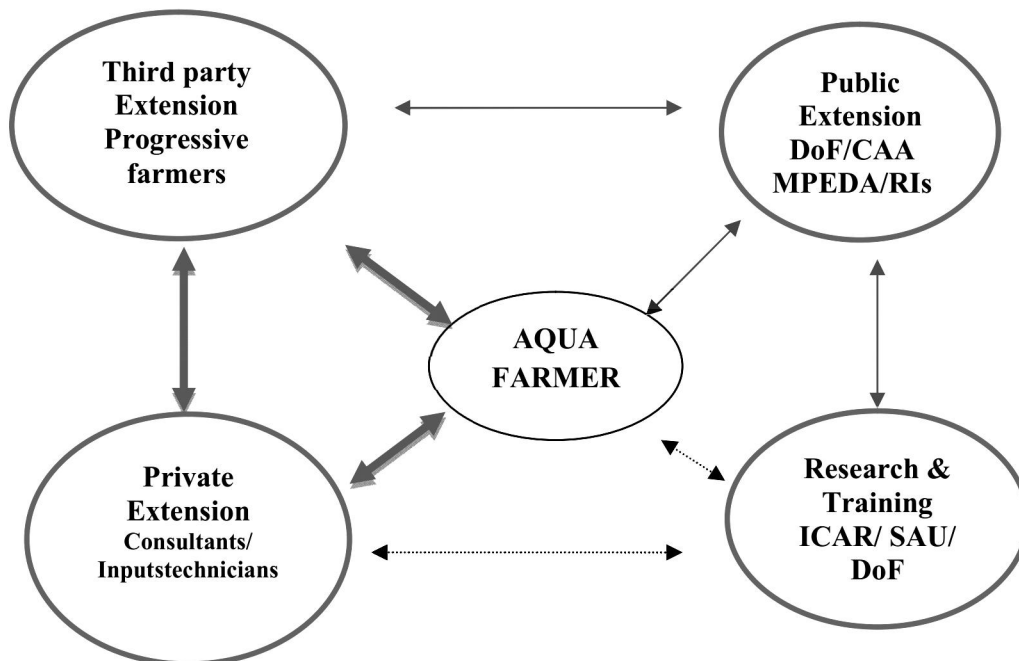 Third party
Extension
Progressive
farmers
Public
Extension
DoF/CAA
MPEDA/RIs
AQUA
FARMER
Private
Extension
Consultants/
Inputstechnicians
Research &
Training
ICAR/ SAU/
DoF